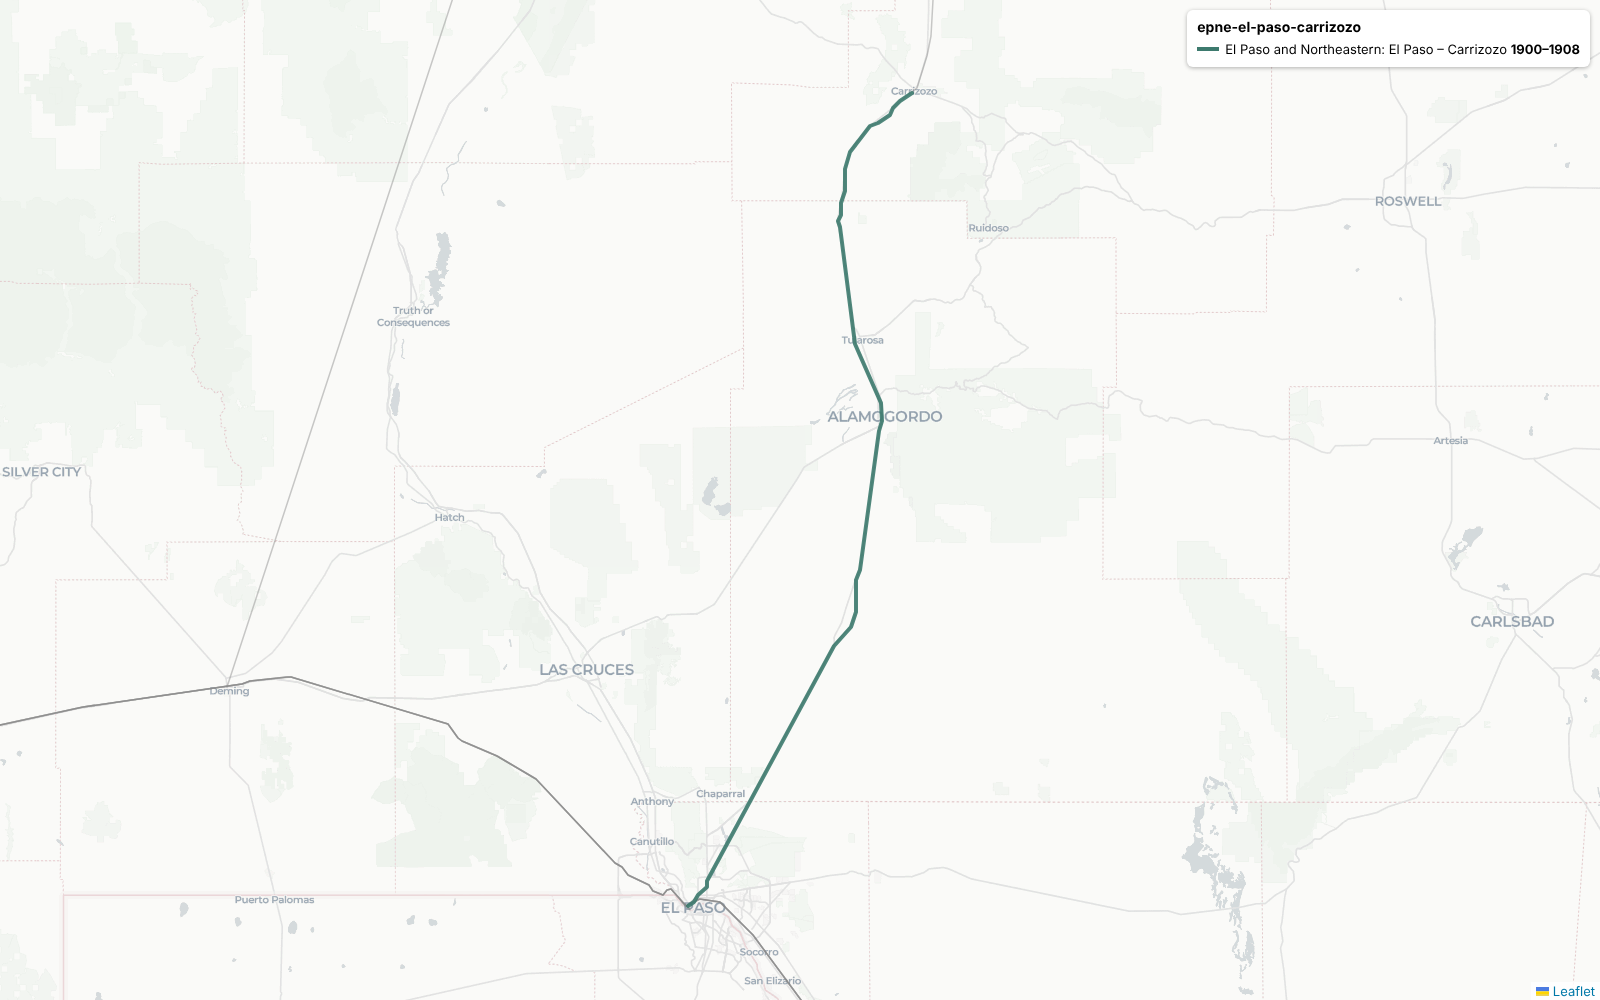 epne-el-paso-carrizozo
El Paso and Northeastern: El Paso – Carrizozo 1900–1908
Carrizozo
ROSWELL
Ruidoso
Truth or
Consequences
Tularosa
ALAMOGORDO
Artesia
SILVER CITY
Hatch
CARLSBAD
LAS CRUCES
Deming
Chaparral
Anthony
Canutillo
Puerto Palomas
EL PASO
Socorro
San Elizario
Leaflet